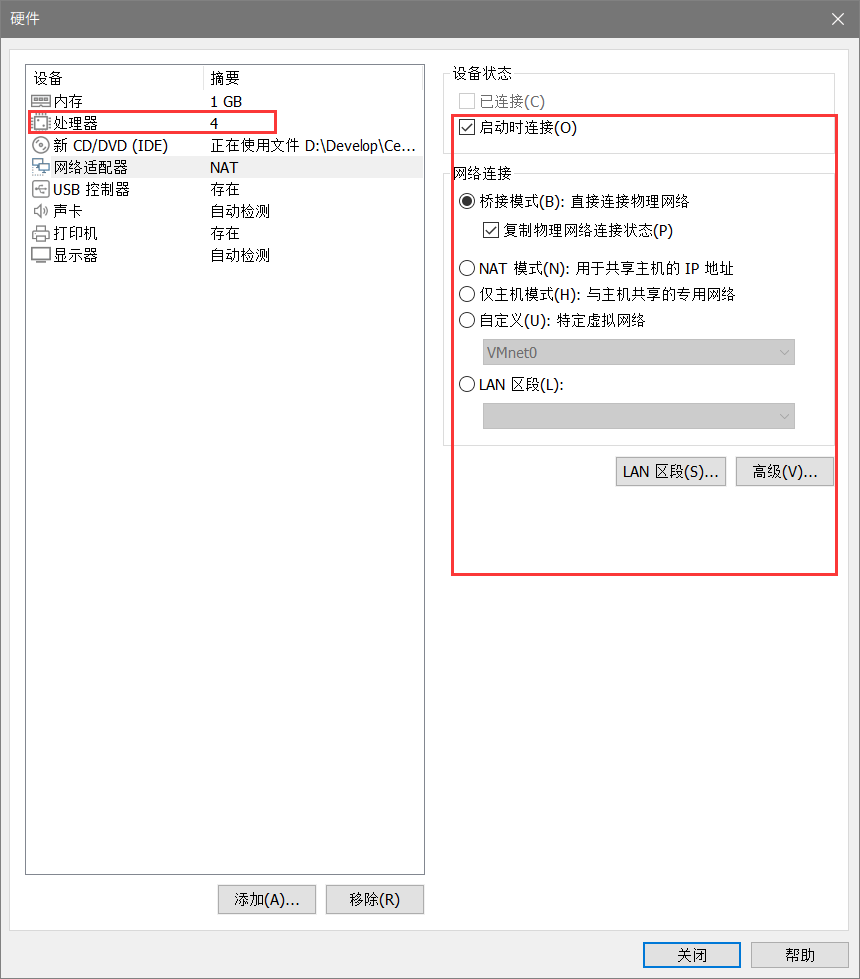 硬件
设备 摘要
内存 1 GB
处理器 4
新 CD/DVD (IDE) 正在使用文件 D:\Develop\Ce...
网络适配器 NAT
USB 控制器 存在
声卡 自动检测
打印机 存在
显示器 自动检测
添加(A)... 移除(R)
设备状态
已连接(C)
启动时连接(O)
网络连接
桥接模式(B): 直接连接物理网络
复制物理网络连接状态(P)
NAT 模式(N): 用于共享主机的 IP 地址
仅主机模式(H): 与主机共享的专用网络
自定义(U): 特定虚拟网络
VMnet0
LAN 区段(L):
LAN 区段(S)... 高级(V)...
关闭 帮助